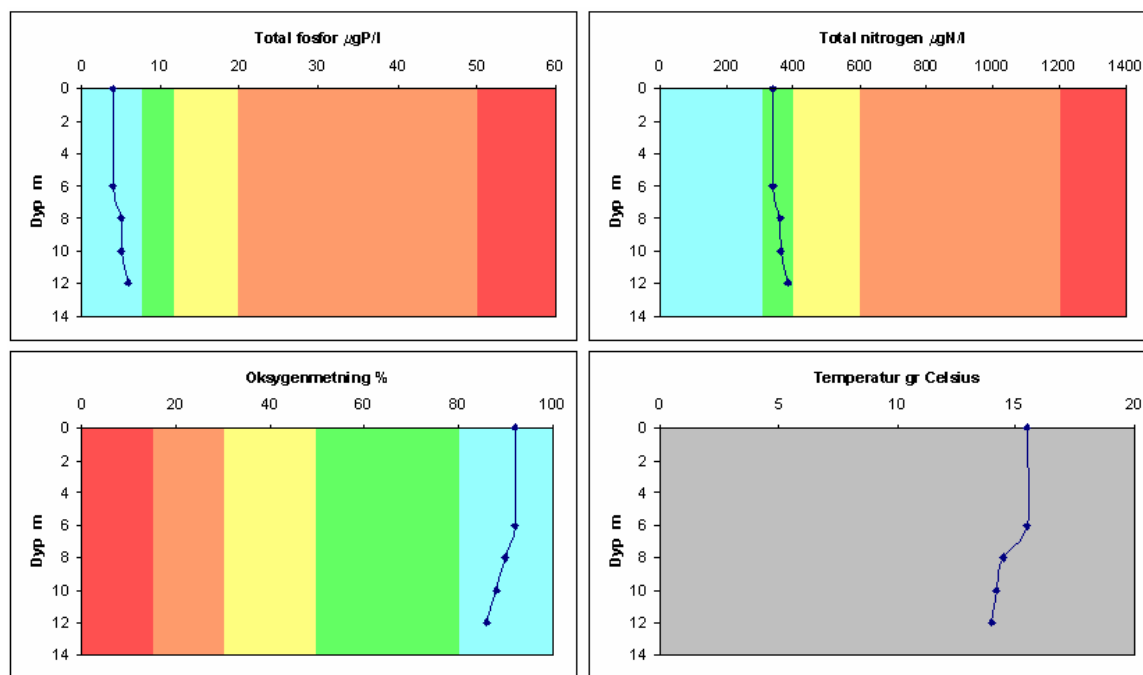 Total fosfor µgP/l
0 10 20 30 40 50 60
0
2
4
6
8
10
12
14
Dyp m
Total nitrogen µgN/l
200 400 600 800 1000 1200 1400
0
2
4
6
8
10
12
14
Dyp m
Oksygenmetning %
0 20 40 60 80 100
0
2
4
6
8
10
12
14
Dyp m
Temperatur gr Celsius
0 5 10 15 20
0
2
4
6
8
10
12
14
Dyp m